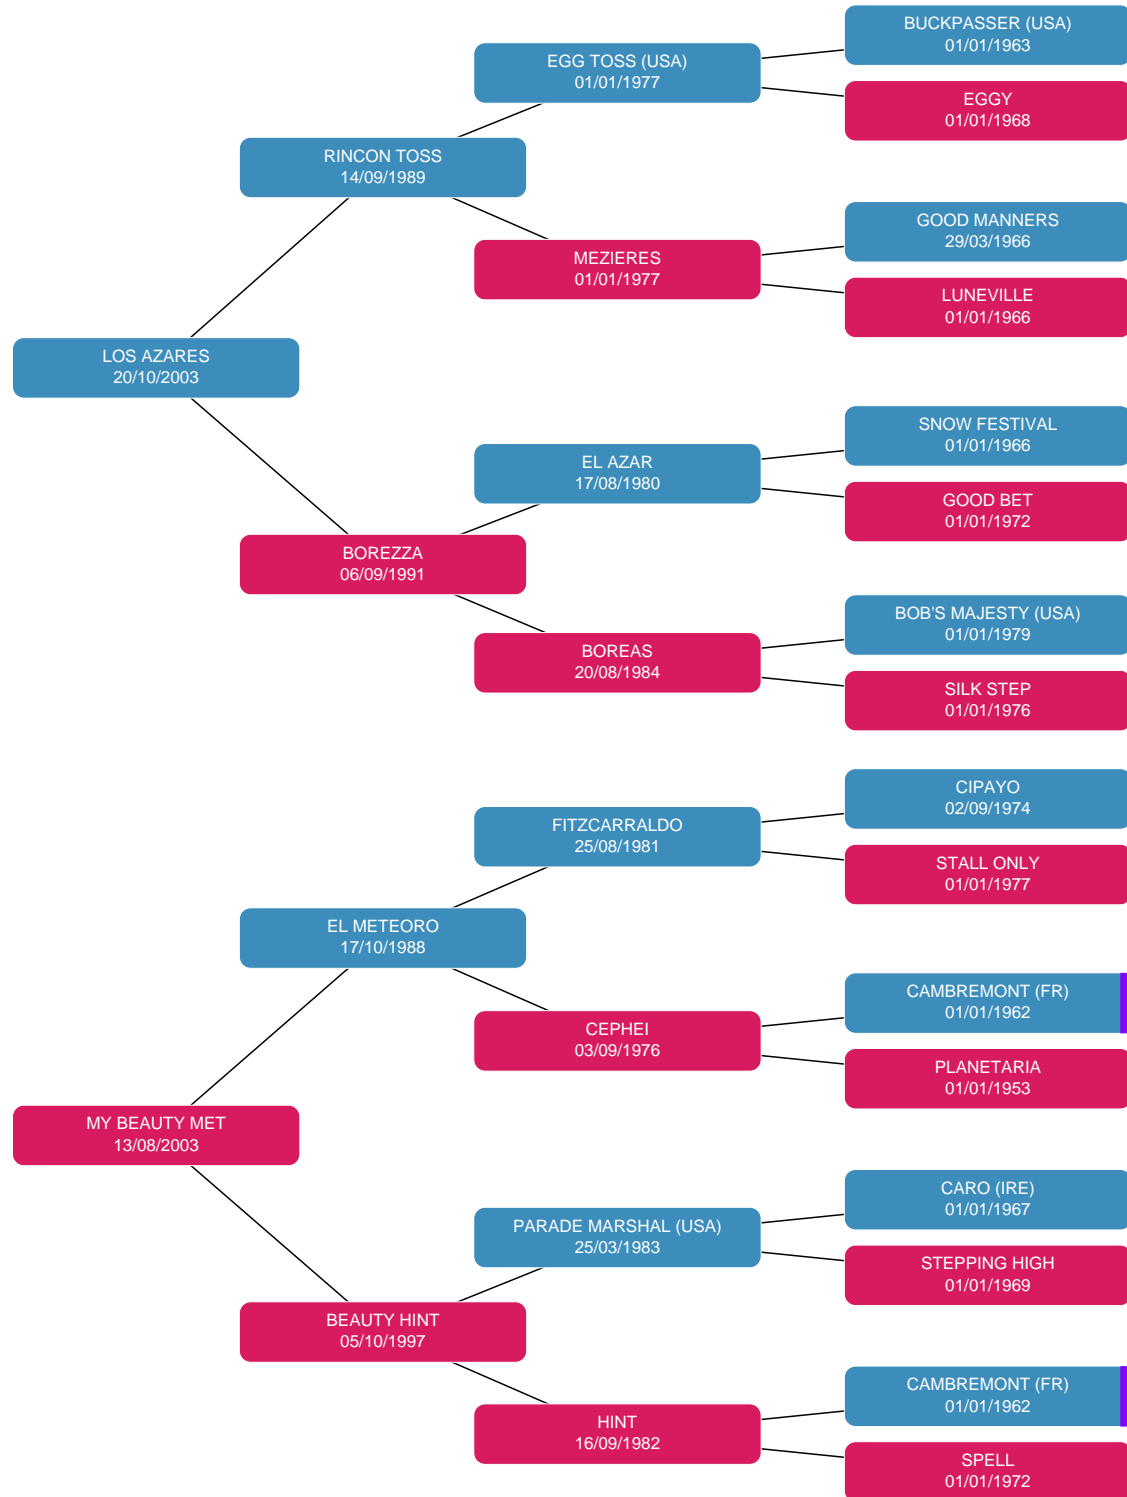 BUCKPASSER (USA)
01/01/1963
EGG TOSS (USA)
01/01/1977
EGGY
01/01/1968
RINCON TOSS
14/09/1989
GOOD MANNERS
29/03/1966
MEZIERES
01/01/1977
LUNEVILLE
01/01/1966
LOS AZARES
20/10/2003
SNOW FESTIVAL
01/01/1966
EL AZAR
17/08/1980
GOOD BET
01/01/1972
BOREZZA
06/09/1991
BOB'S MAJESTY (USA)
01/01/1979
BOREAS
20/08/1984
SILK STEP
01/01/1976
CIPAYO
02/09/1974
FITZCARRALDO
25/08/1981
STALL ONLY
01/01/1977
EL METEORO
17/10/1988
CAMBREMONT (FR)
01/01/1962
CEPHEI
03/09/1976
PLANETARIA
01/01/1953
MY BEAUTY MET
13/08/2003
CARO (IRE)
01/01/1967
PARADE MARSHAL (USA)
25/03/1983
STEPPING HIGH
01/01/1969
BEAUTY HINT
05/10/1997
CAMBREMONT (FR)
01/01/1962
HINT
16/09/1982
SPELL
01/01/1972